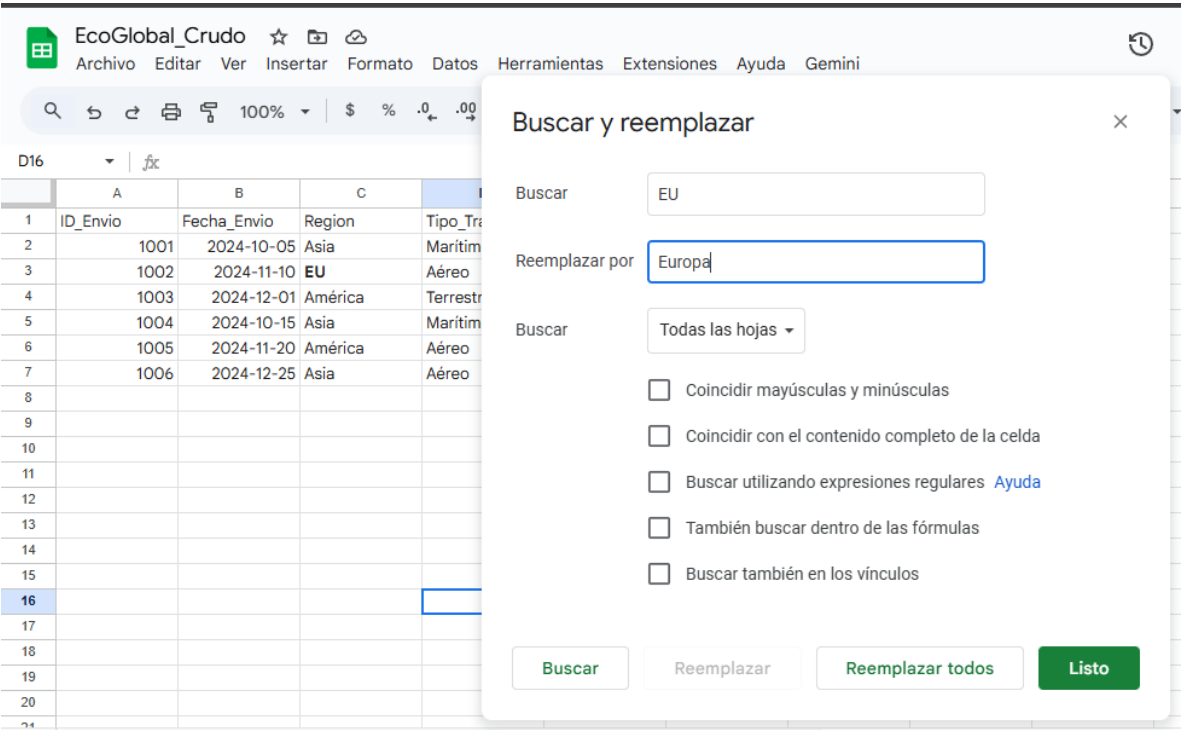 EcoGlobal_Crudo
Archivo Editar Ver Insertar Formato Datos Herramientas Extensiones Ayuda Gemini
100% $ % .0 .00
D16 fx
A B C
1 ID_Envio Fecha_Envio Region
2 1001 2024-10-05 Asia
3 1002 2024-11-10 EU Aéreo
4 1003 2024-12-01 América
5 1004 2024-10-15 Asia
6 1005 2024-11-20 América Aéreo
7 1006 2024-12-25 Asia Aéreo
8
9
10
11
12
13
14
15
16
17
18
19
20
Buscar y reemplazar
Buscar EU
Reemplazar por Europa
Buscar Todas las hojas
Coincidir mayúsculas y minúsculas
Coincidir con el contenido completo de la celda
Buscar utilizando expresiones regulares Ayuda
También buscar dentro de las fórmulas
Buscar también en los vínculos
Buscar Reemplazar Reemplazar todos Listo